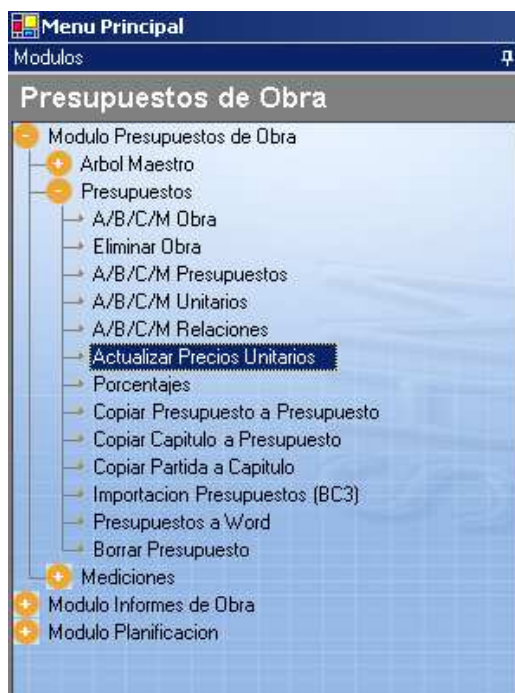 Menu Principal
Modulos
Presupuestos de Obra
Modulo Presupuestos de Obra
Arbol Maestro
Presupuestos
A/B/C/M Obra
Eliminar Obra
A/B/C/M Presupuestos
A/B/C/M Unitarios
A/B/C/M Relaciones
Actualizar Precios Unitarios
Porcentajes
Copiar Presupuesto a Presupuesto
Copiar Capitulo a Presupuesto
Copiar Partida a Capitulo
Importacion Presupuestos (BC3)
Presupuestos a Word
Borrar Presupuesto
Mediciones
Modulo Informes de Obra
Modulo Planificacion